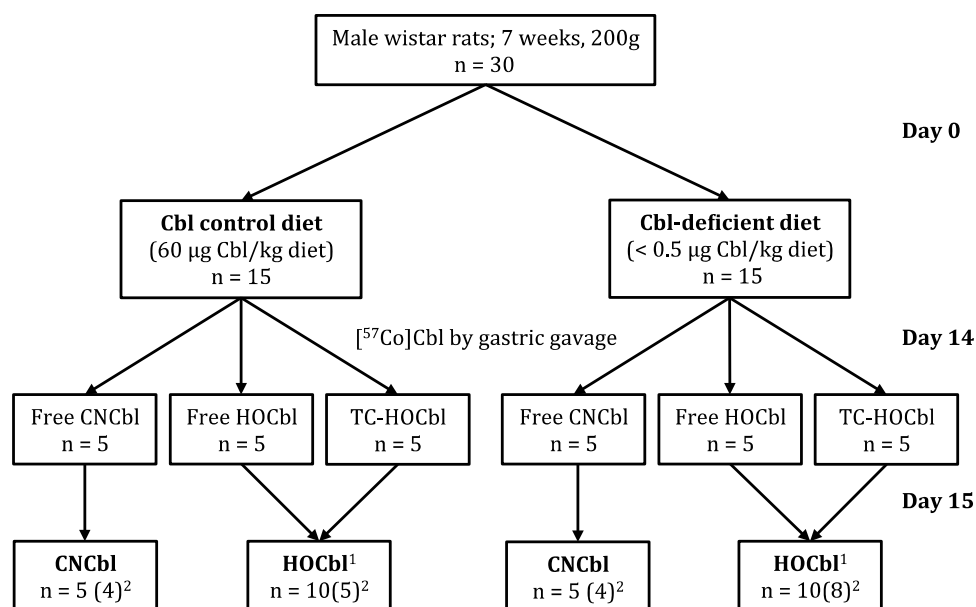 Male wistar rats; 7 weeks, 200g
n = 30
Day 0
Cbl control diet
(60 µg Cbl/kg diet)
n = 15
Cbl-deficient diet
(< 0.5 µg Cbl/kg diet)
n = 15
[⁵⁷Co]Cbl by gastric gavage
Day 14
Free CNCbl
n = 5
Free HOCbl
n = 5
TC-HOCbl
n = 5
Free CNCbl
n = 5
Free HOCbl
n = 5
TC-HOCbl
n = 5
Day 15
CNCbl
n = 5 (4)²
HOCbl¹
n = 10(5)²
CNCbl
n = 5 (4)²
HOCbl¹
n = 10(8)²